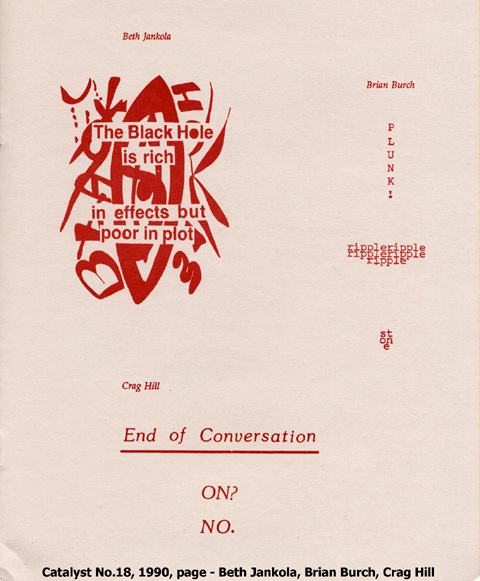 Beth Jankola
The Black Hole
is rich
in effects but
poor in plot
Brian Burch
P
L
U
N
K
!
rippleripple
rippleripple
ripple
st
on
e
Crag Hill
End of Conversation
ON?
NO.
Catalyst No.18, 1990, page - Beth Jankola, Brian Burch, Crag Hill